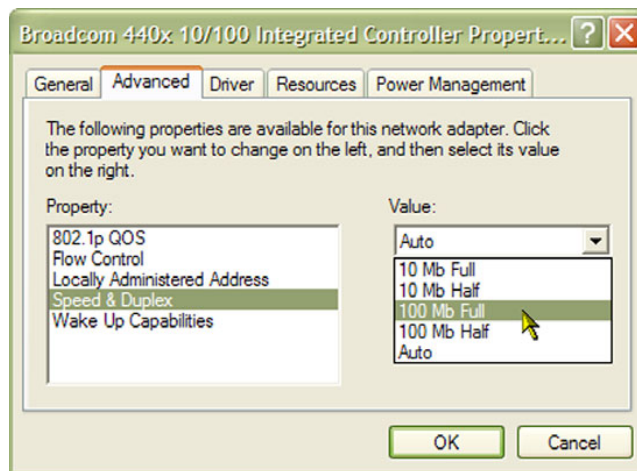 Broadcom 440x 10/100 Integrated Controller Propert... ?
General Advanced Driver Resources Power Management
The following properties are available for this network adapter. Click
the property you want to change on the left, and then select its value
on the right.
Property: Value:
802.1p QOS
Flow Control
Locally Administered Address
Speed & Duplex
Wake Up Capabilities
Auto
10 Mb Full
10 Mb Half
100 Mb Full
100 Mb Half
Auto
OK Cancel